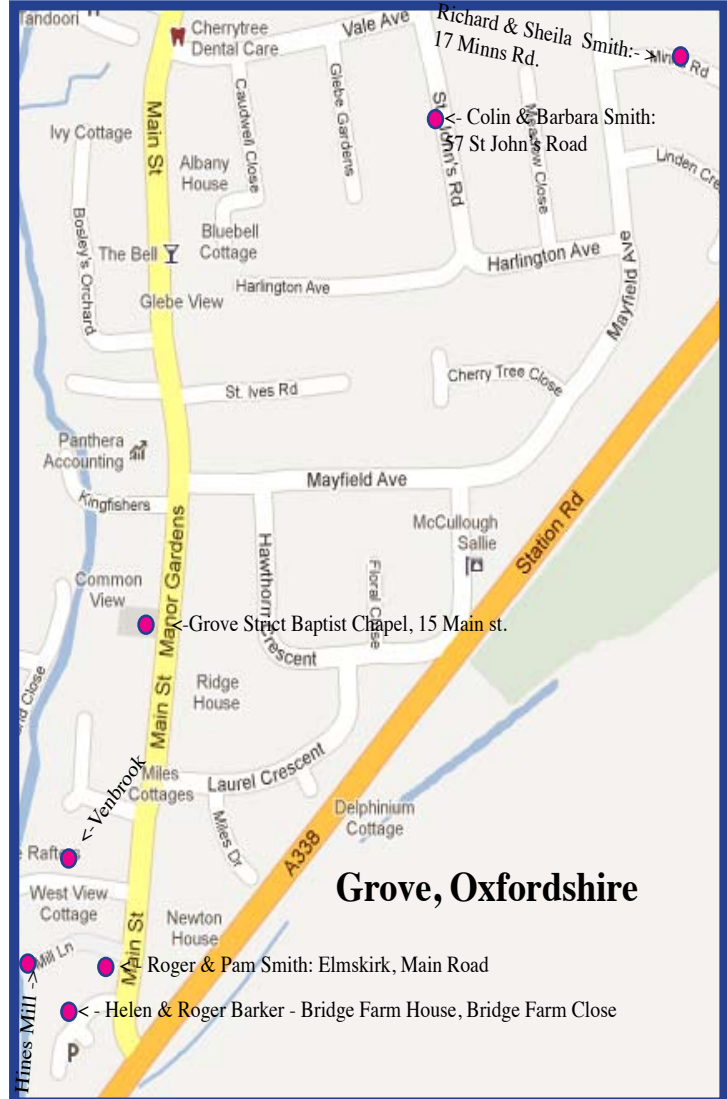 Tandoori
Cherrytree
Dental Care
Vale Ave
Richard & Sheila Smith:- >
17 Minns Rd.
Rd
Main St
Ivy Cottage
Caudwell Close
Glebe Gardens
St John's Rd
<- Colin & Barbara Smith:
57 St John's Road
Meadow Close
Linden Cre
Albany
House
Bosley's Orchard
The Bell
Bluebell
Cottage
Harlington Ave
Harlington Ave
Mayfield Ave
Glebe View
St. Ives Rd
Cherry Tree Close
Panthera
Accounting
Mayfield Ave
Kingfishers
McCullough
Sallie
Station Rd
Manor Gardens
Hawthorn Crescent
Floral Close
Common
View
<-Grove Strict Baptist Chapel, 15 Main st.
nd Close
Main St
Ridge
House
<-Venbrook
Miles
Cottages
Laurel Crescent
Miles Dr
Delphinium
Cottage
e Rafters
A338
Grove, Oxfordshire
West View
Cottage
Main St
Newton
House
Mill Ln
<- Roger & Pam Smith: Elmskirk, Main Road
Hines Mill ->
< - Helen & Roger Barker - Bridge Farm House, Bridge Farm Close
P